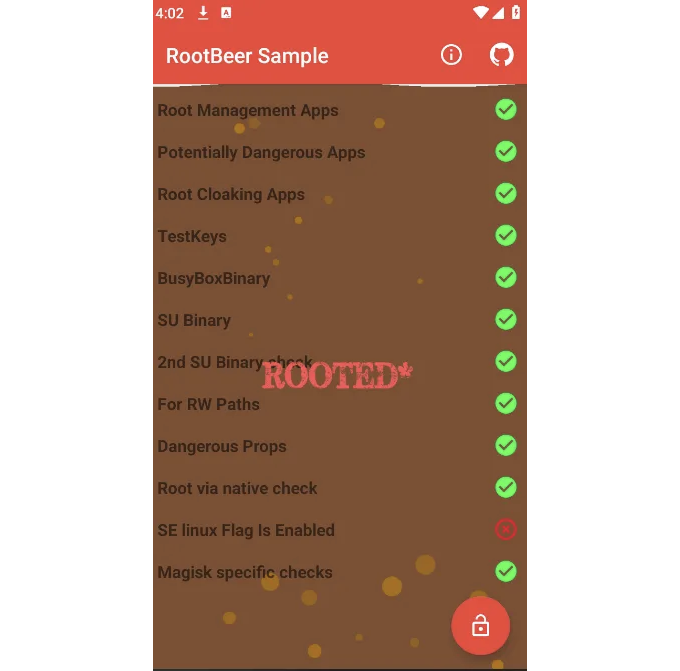 4:02
RootBeer Sample
Root Management Apps
Potentially Dangerous Apps
Root Cloaking Apps
TestKeys
BusyBoxBinary
SU Binary
2nd SU Binary check
ROOTED*
For RW Paths
Dangerous Props
Root via native check
SE linux Flag Is Enabled
Magisk specific checks